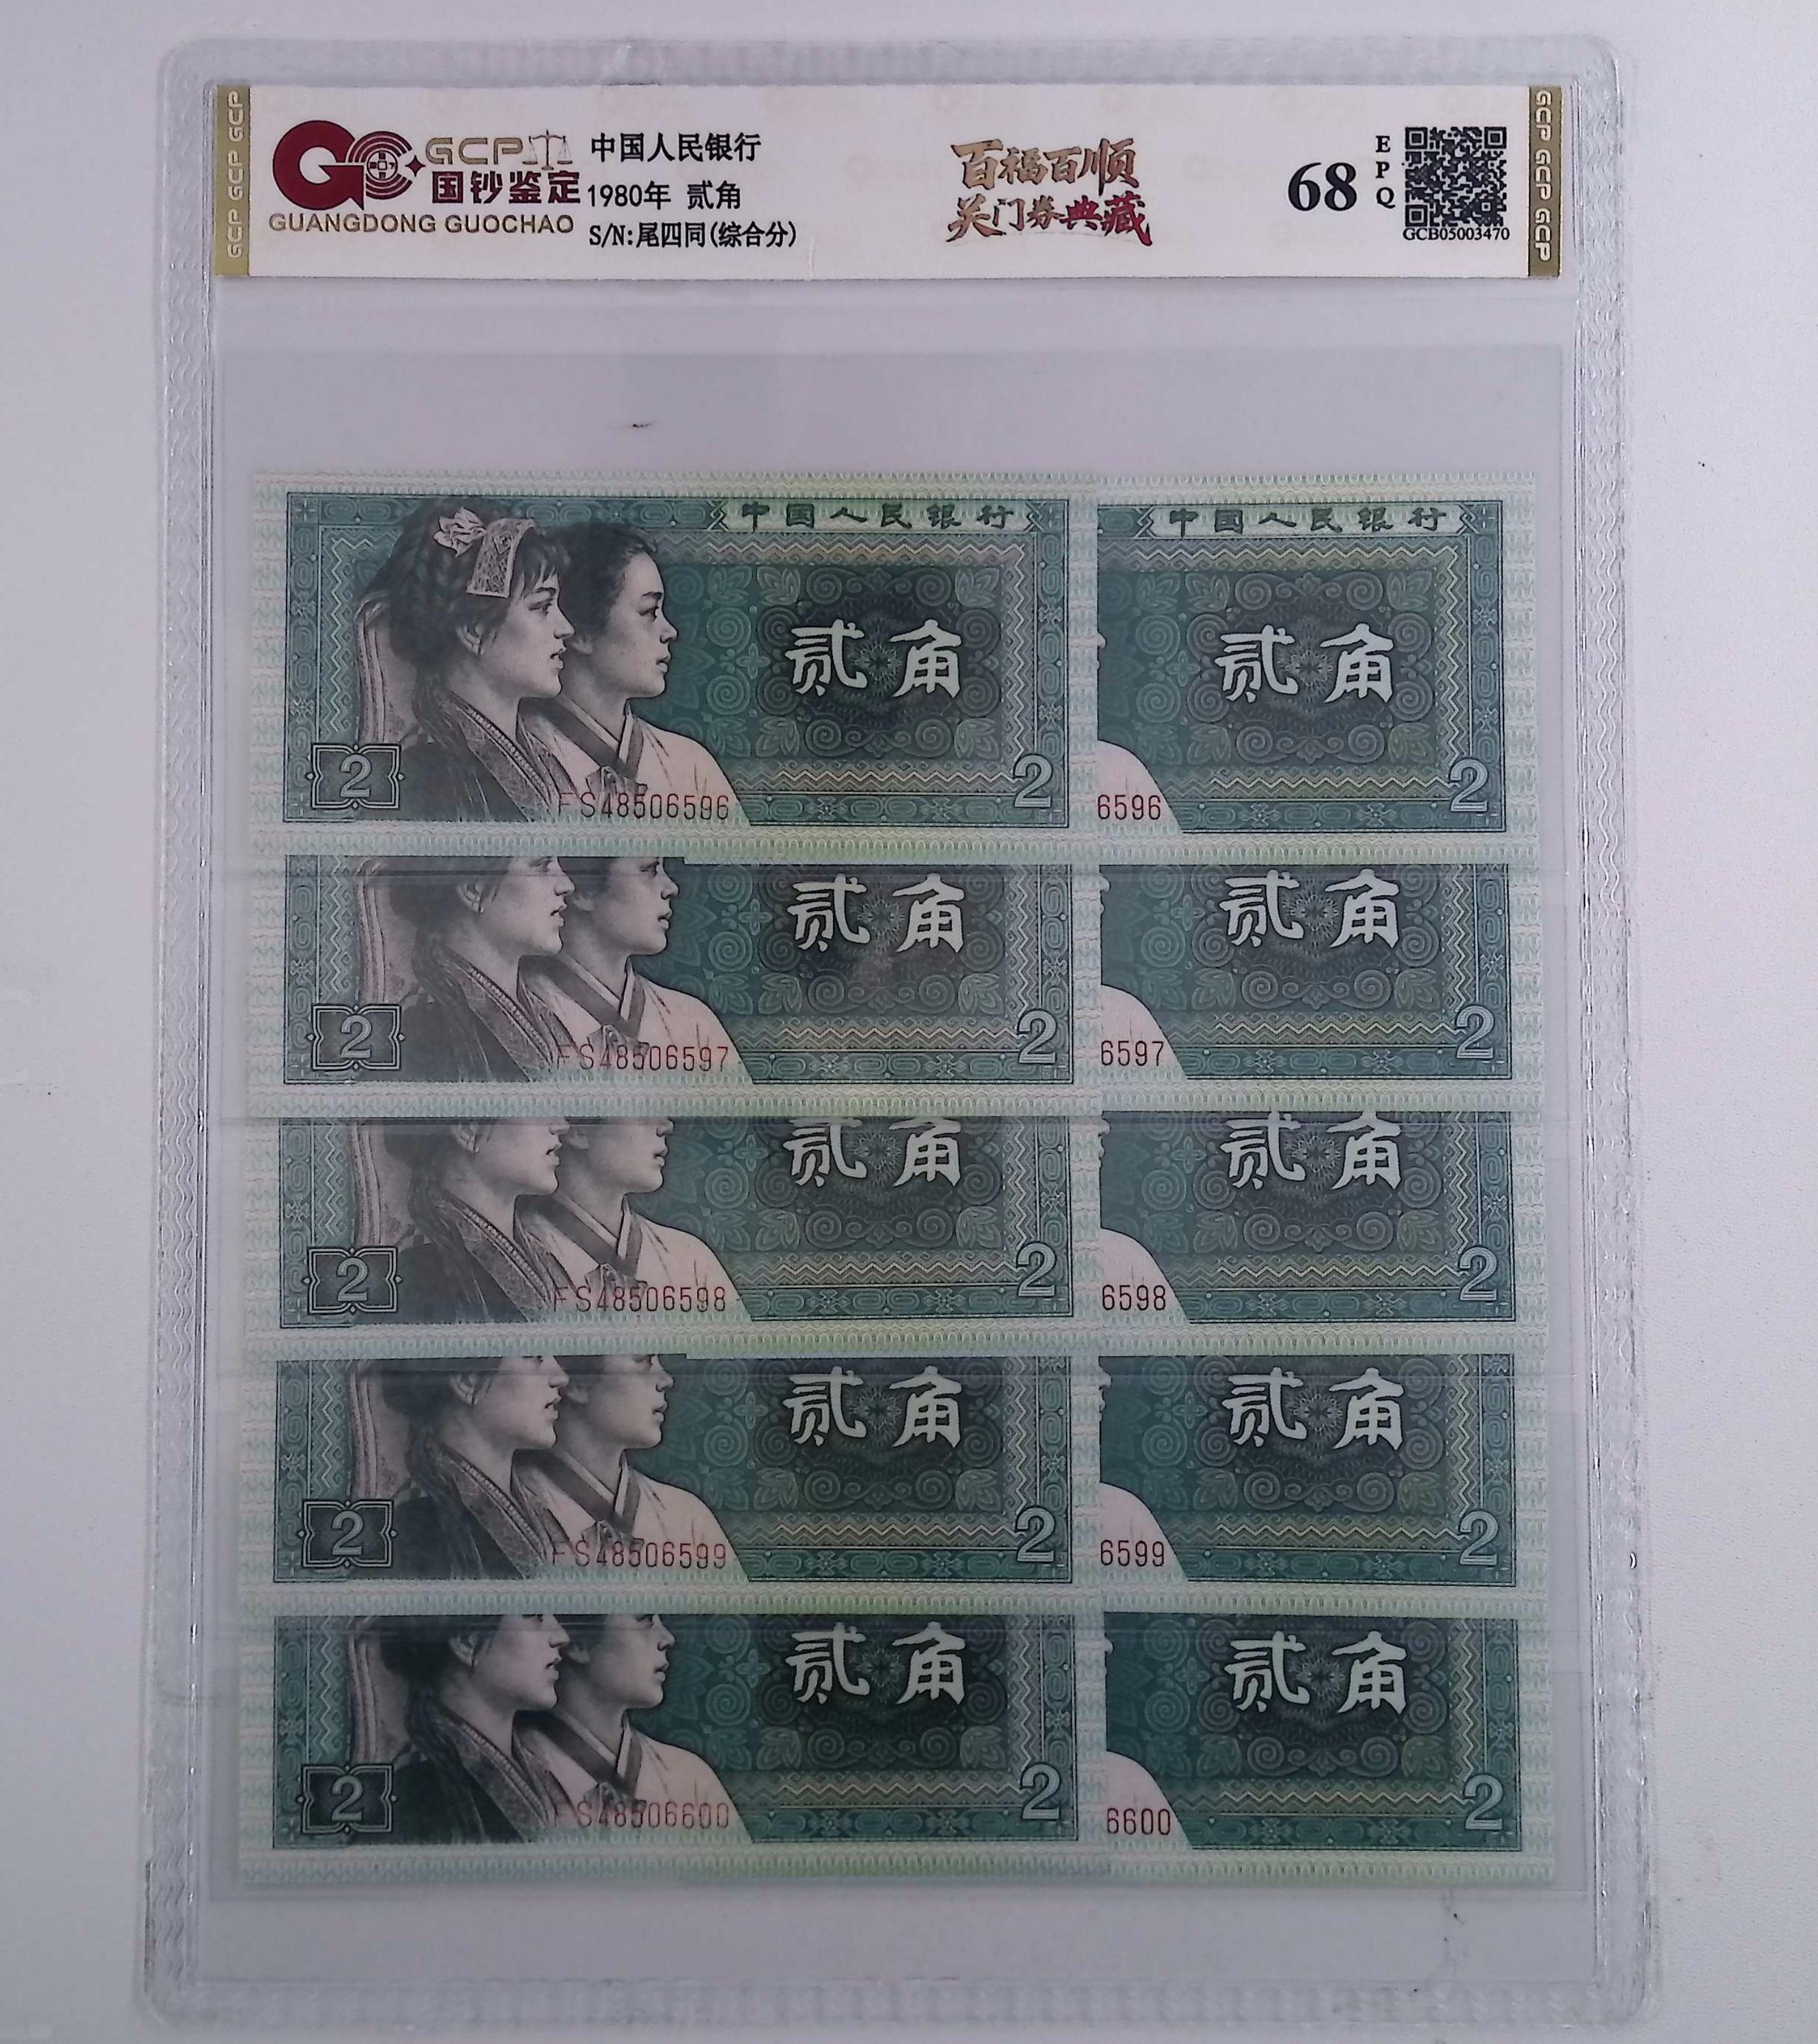 GCP GCP GCP
GCP
国钞鉴定
GUANGDONG GUOCHAO
中国人民银行
1980年 贰角
S/N:尾四同(综合分)
百福百顺
关门券典藏
68
EPQ
GCB05003470
GCP GCP GCP
中国人民银行
贰角
2
FS48506596
2
中国人民银行
贰角
6596
2
贰角
2
FS48506597
2
贰角
6597
2
贰角
2
FS48506598
2
贰角
6598
2
贰角
2
FS48506599
2
贰角
6599
2
贰角
2
FS48506600
2
贰角
6600
2